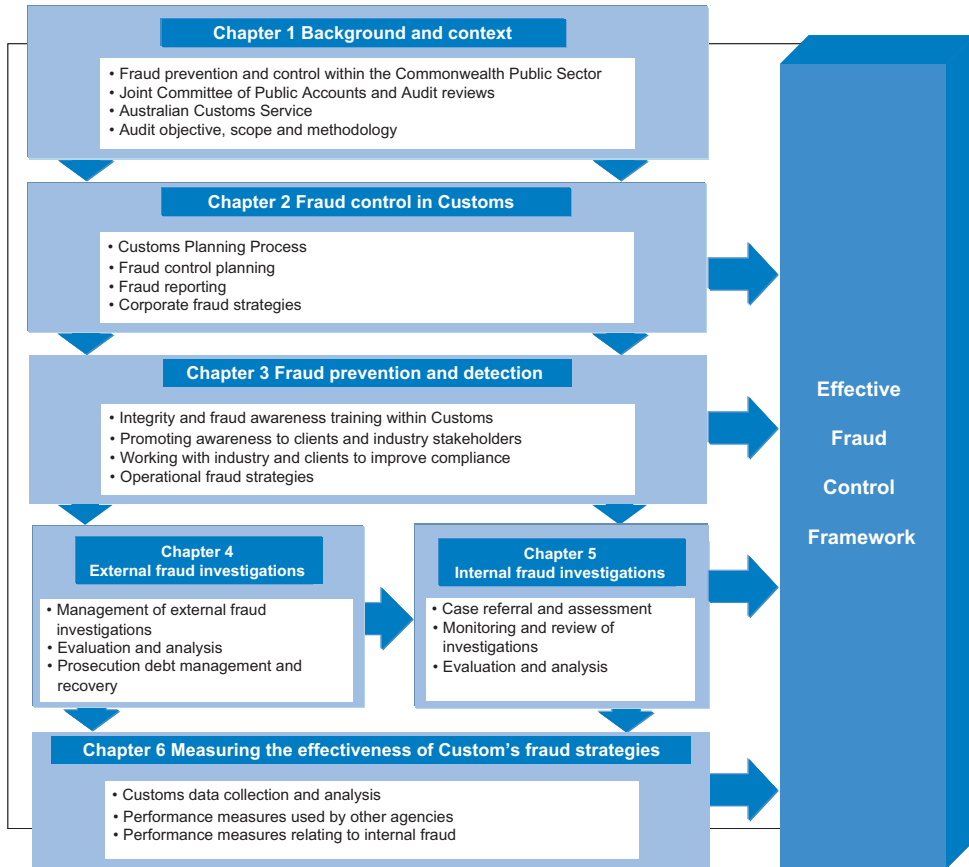 Chapter 1 Background and context
• Fraud prevention and control within the Commonwealth Public Sector
• Joint Committee of Public Accounts and Audit reviews
• Australian Customs Service
• Audit objective, scope and methodology
Chapter 2 Fraud control in Customs
• Customs Planning Process
• Fraud control planning
• Fraud reporting
• Corporate fraud strategies
Chapter 3 Fraud prevention and detection
• Integrity and fraud awareness training within Customs
• Promoting awareness to clients and industry stakeholders
• Working with industry and clients to improve compliance
• Operational fraud strategies
Chapter 4
External fraud investigations
• Management of external fraud
investigations
• Evaluation and analysis
• Prosecution debt management and
recovery
Chapter 5
Internal fraud investigations
• Case referral and assessment
• Monitoring and review of
investigations
• Evaluation and analysis
Chapter 6 Measuring the effectiveness of Custom's fraud strategies
• Customs data collection and analysis
• Performance measures used by other agencies
• Performance measures relating to internal fraud
Effective
Fraud
Control
Framework